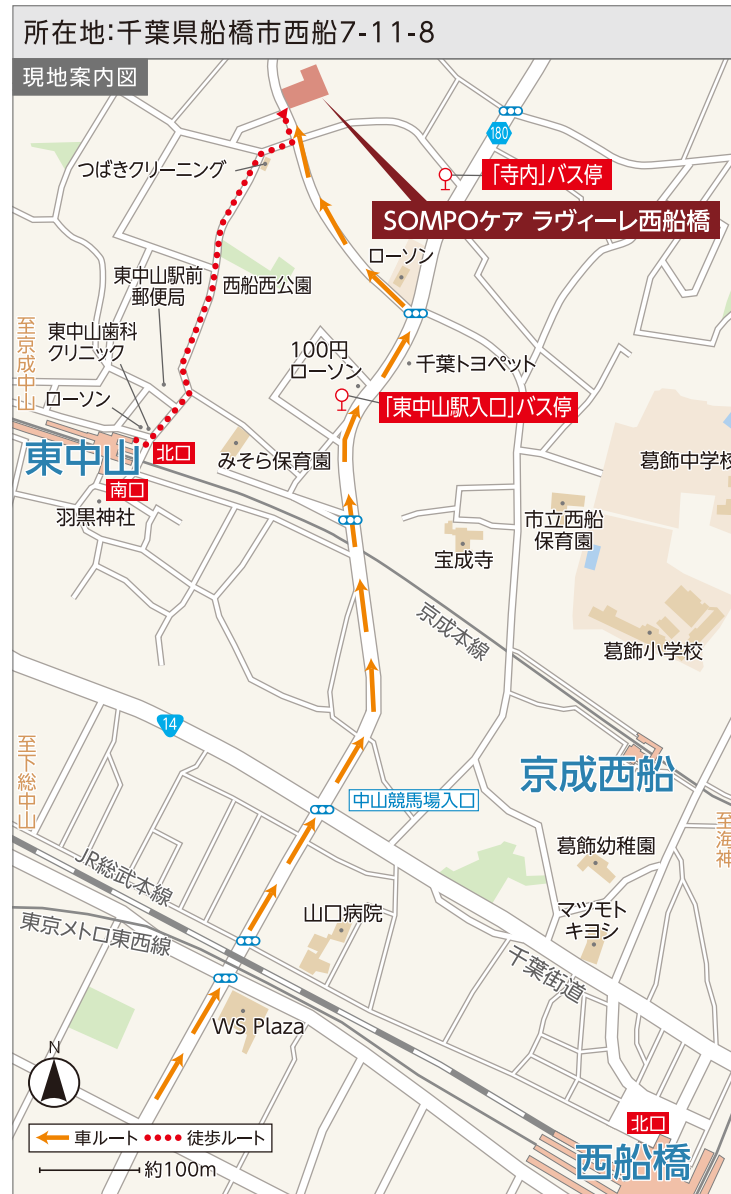 所在地:千葉県船橋市西船7-11-8
現地案内図
180
つばきクリーニング
「寺内」バス停
SOMPOケア ラヴィーレ西船橋
ローソン
東中山駅前
郵便局
西船西公園
至京成中山
東中山歯科
クリニック
100円
ローソン
千葉トヨペット
ローソン
「東中山駅入口」バス停
東中山
北口
みそら保育園
葛飾中学校
南口
羽黒神社
市立西船
保育園
宝成寺
京成本線
葛飾小学校
14
至下総中山
京成西船
中山競馬場入口
至海神
葛飾幼稚園
JR総武本線
山口病院
マツモト
キヨシ
東京メトロ東西線
千葉街道
WS Plaza
N
北口
車ルート
徒歩ルート
西船橋
約100m